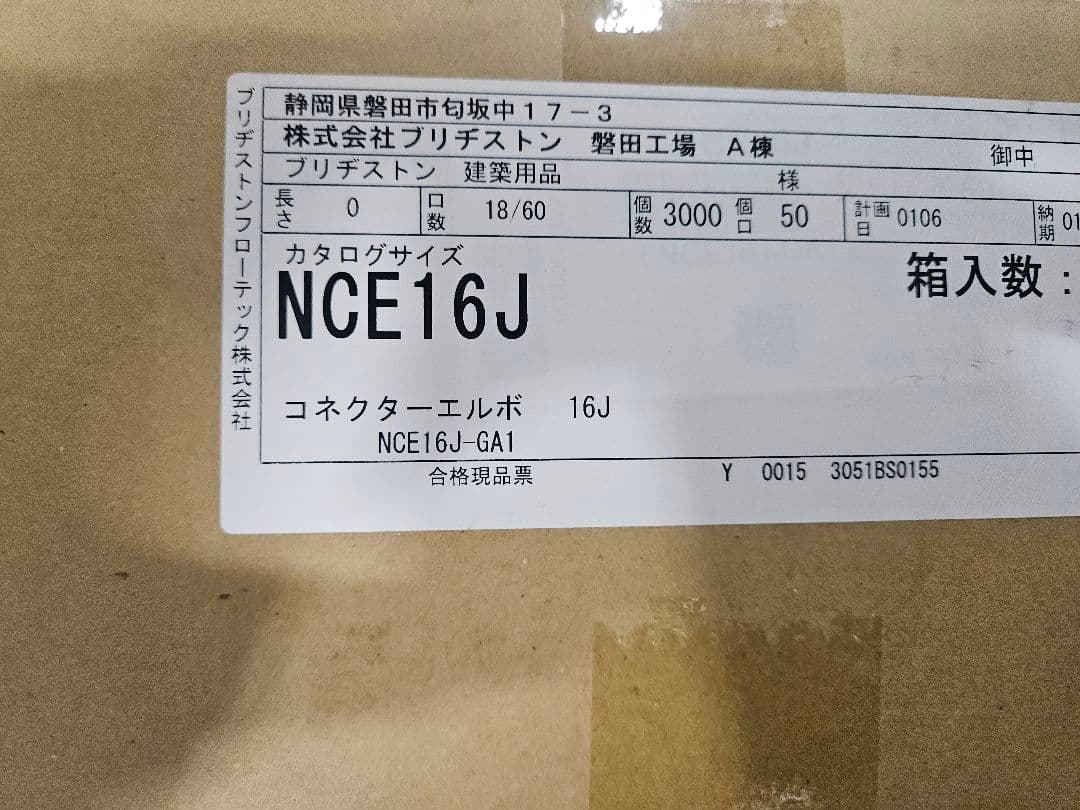 ブリヂストンフローテック株式会社
静岡県磐田市匂坂中１７－３
株式会社ブリヂストン 磐田工場 Ａ棟
御中
ブリヂストン 建築用品 様
長さ 0 口数 18/60 個数 3000 個口 50 計画日 0106 納期 01
カタログサイズ
NCE16J
箱入数：
コネクターエルボ 16J
NCE16J-GA1
合格現品票 Y 0015 3051BS0155